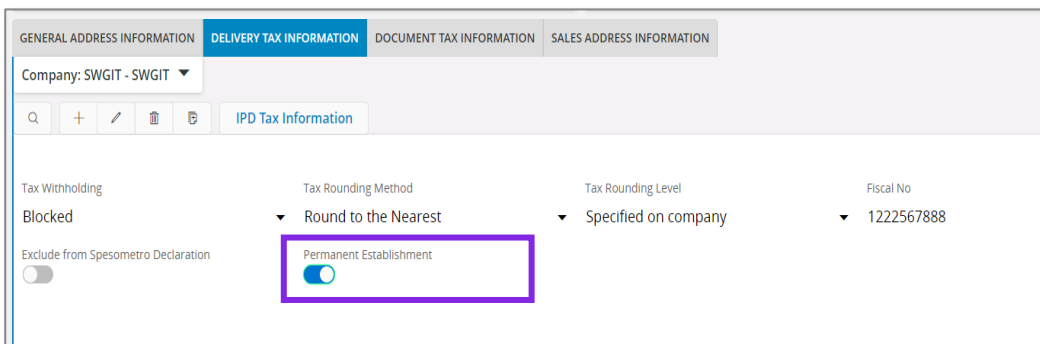 GENERAL ADDRESS INFORMATION DELIVERY TAX INFORMATION DOCUMENT TAX INFORMATION SALES ADDRESS INFORMATION
Company: SWGIT - SWGIT
IPD Tax Information
Tax Withholding Tax Rounding Method Tax Rounding Level Fiscal No
Blocked Round to the Nearest Specified on company 1222567888
Exclude from Spesometro Declaration Permanent Establishment